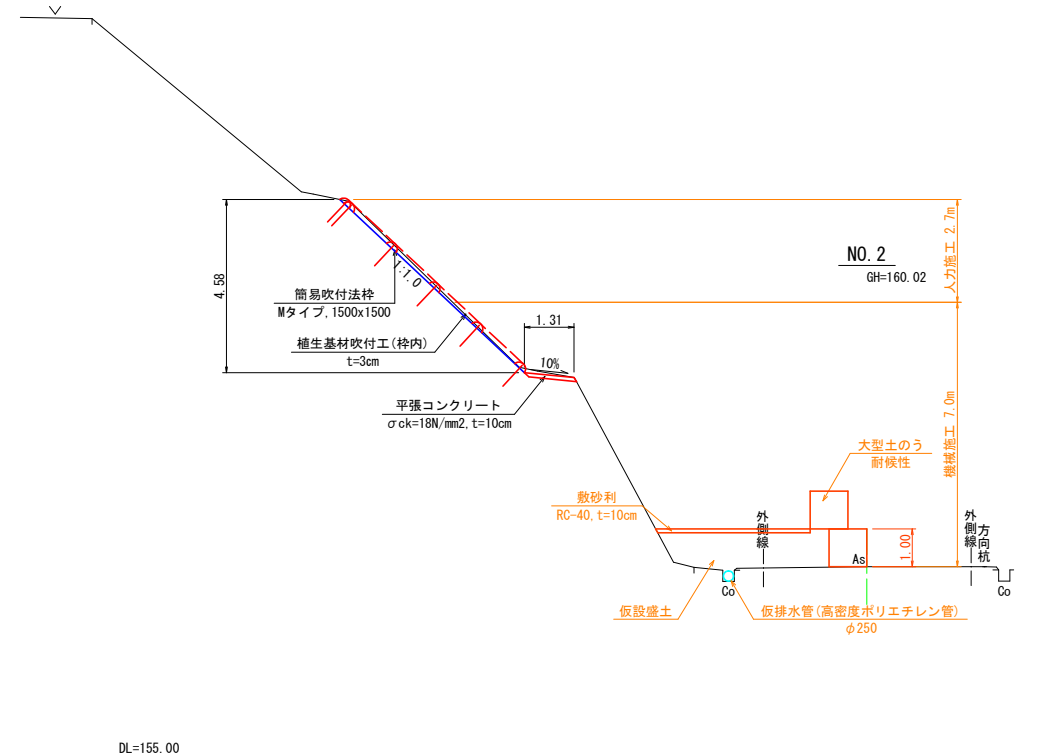 NO.2
GH=160.02
人力施工 2.7m
機械施工 7.0m
4.58
1:1.0
簡易吹付法枠
Mタイプ,1500x1500
植生基材吹付工(枠内)
t=3cm
1.31
10%
平張コンクリート
σck=18N/mm2,t=10cm
大型土のう
耐候性
敷砂利
RC-40,t=10cm
外側線
外側線
方向杭
1.00
As
Co
Co
仮設盛土
仮排水管(高密度ポリエチレン管)
φ250
DL=155.00